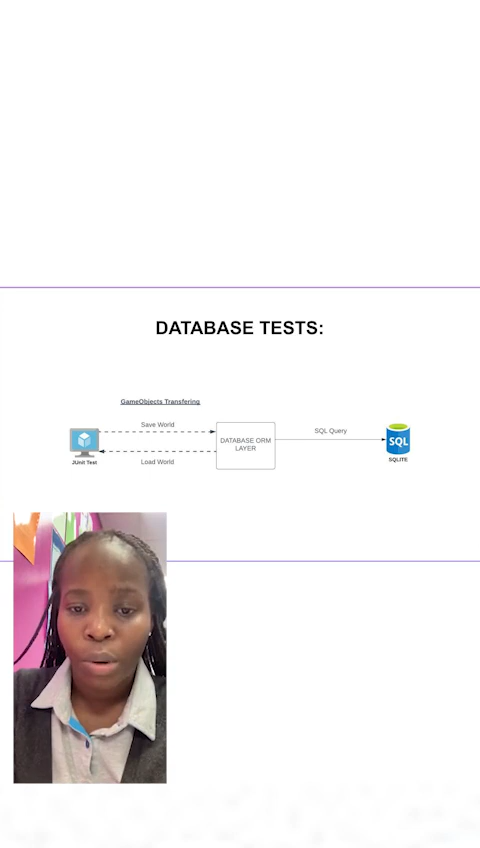 DATABASE TESTS:
GameObjects Transfering
Save World
SQL Query
DATABASE ORM
LAYER
SQL
Load World
JUnit Test
SQLITE